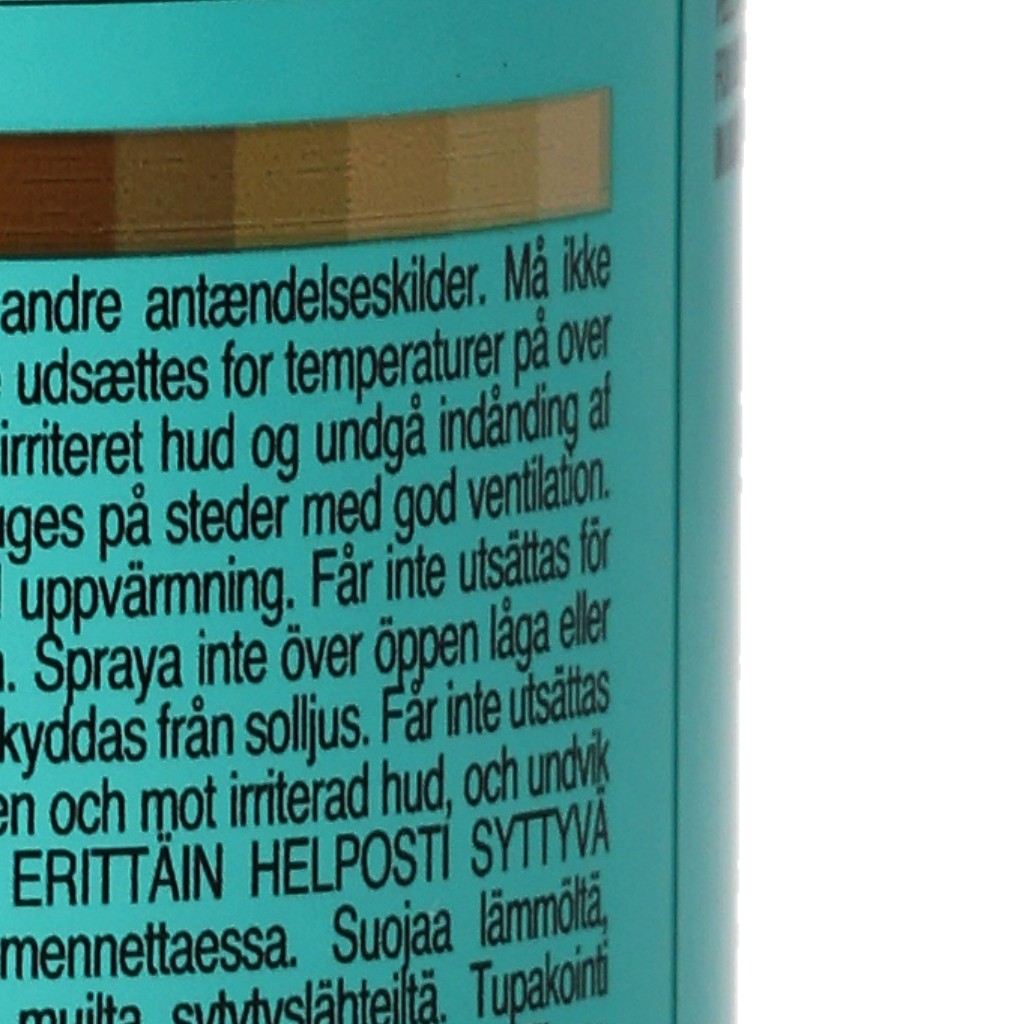 andre antændelseskilder. Må ikke
udsættes for temperaturer på over
irriteret hud og undgå indånding af
på steder med god ventilation.
uppvärmning. Får inte utsättas för
Spraya inte över öppen låga eller
kyddas från solljus. Får inte utsättas
och mot irriterad hud, och undvik
ERITTÄIN HELPOSTI SYTTYVÄ
mennettaessa. Suojaa lämmöltä,
muilta sytytyslähteiltä. Tupakointi